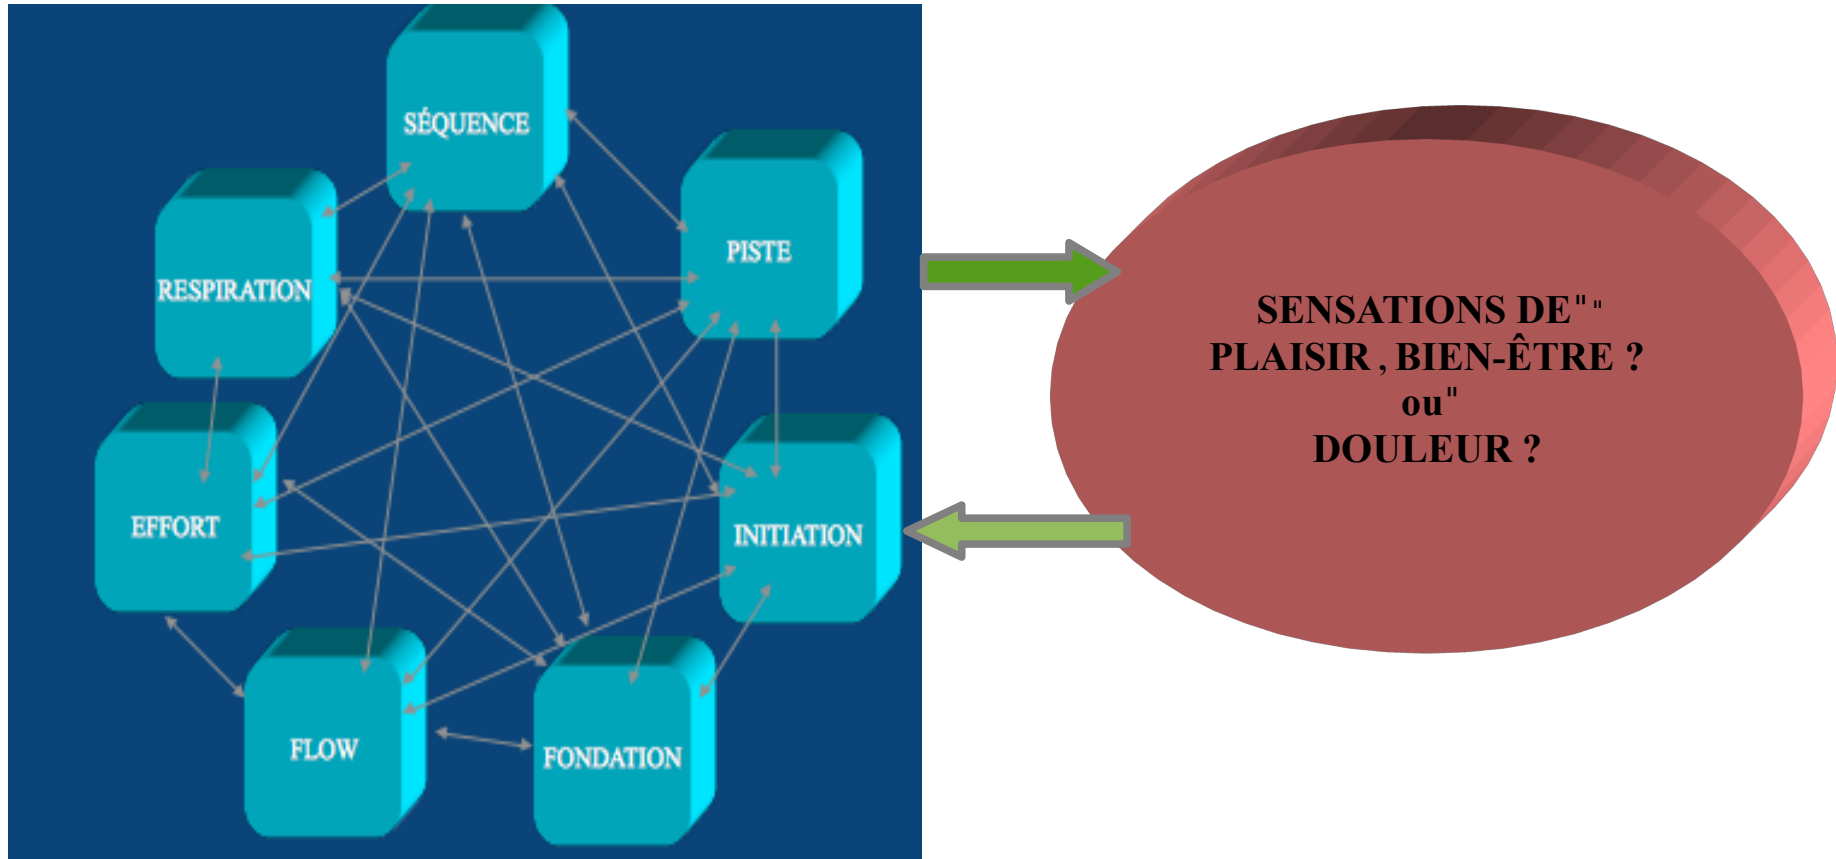 SÉQUENCE
PISTE
RESPIRATION
EFFORT
INITIATION
FLOW
FONDATION
SENSATIONS DE" "
PLAISIR , BIEN-ÊTRE ?
ou"
DOULEUR ?